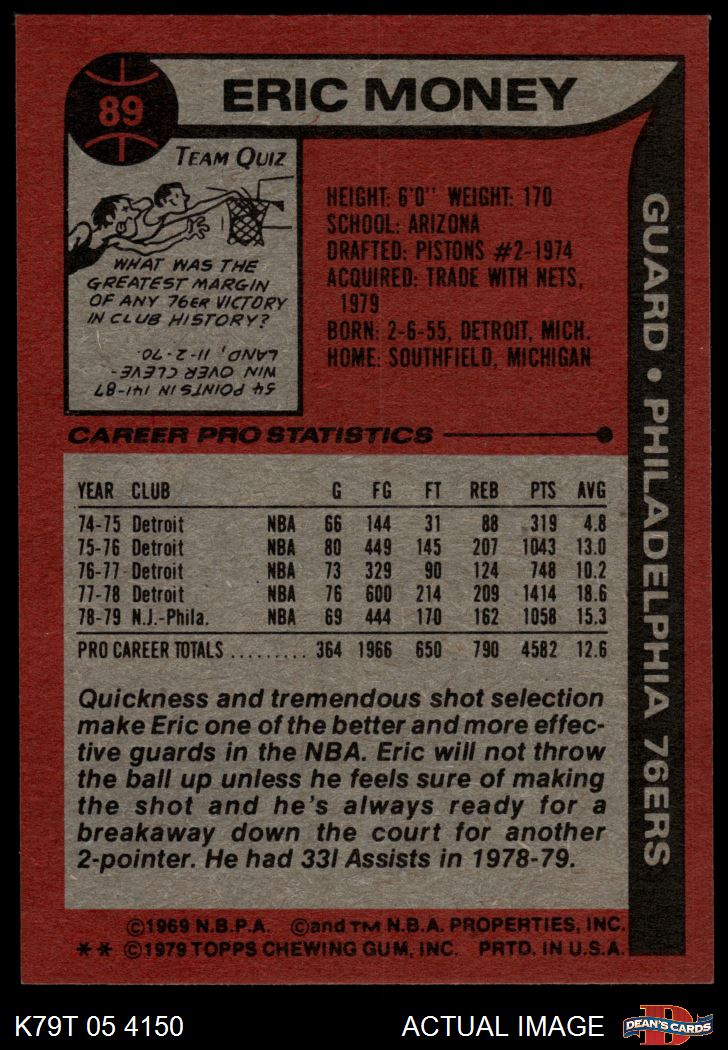 89
ERIC MONEY
TEAM QUIZ
WHAT WAS THE
GREATEST MARGIN
OF ANY 76ER VICTORY
IN CLUB HISTORY?
54 POINTS IN 141-87
WIN OVER CLEVE-
LAND, 11-2-70.
HEIGHT: 6'0" WEIGHT: 170
SCHOOL: ARIZONA
DRAFTED: PISTONS #2-1974
ACQUIRED: TRADE WITH NETS,
1979
BORN: 2-6-55, DETROIT, MICH.
HOME: SOUTHFIELD, MICHIGAN
GUARD • PHILADELPHIA 76ERS
CAREER PRO STATISTICS
YEAR CLUB G FG FT REB PTS AVG
74-75 Detroit NBA 66 144 31 88 319 4.8
75-76 Detroit NBA 80 449 145 207 1043 13.0
76-77 Detroit NBA 73 329 90 124 748 10.2
77-78 Detroit NBA 76 600 214 209 1414 18.6
78-79 N.J.-Phila. NBA 69 444 170 162 1058 15.3
PRO CAREER TOTALS ......... 364 1966 650 790 4582 12.6
Quickness and tremendous shot selection
make Eric one of the better and more effec-
tive guards in the NBA. Eric will not throw
the ball up unless he feels sure of making
the shot and he's always ready for a
breakaway down the court for another
2-pointer. He had 331 Assists in 1978-79.
©1969 N.B.P.A. ©and TM N.B.A. PROPERTIES, INC.
** ©1979 TOPPS CHEWING GUM, INC. PRTD. IN U.S.A.
K79T 05 4150
ACTUAL IMAGE
D
DEAN'S CARDS